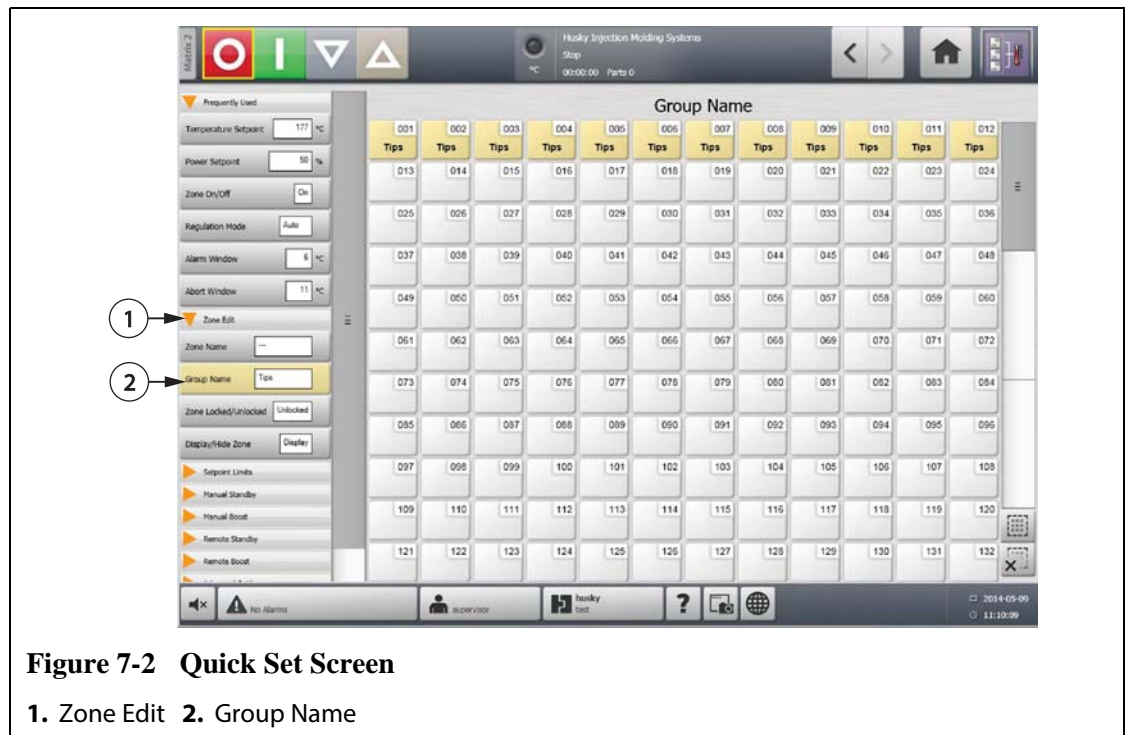 Matrix 2
Husky Injection Molding Systems
Stop
°C 00:00:00 Parts 0
Frequently Used
Temperature Setpoint 177 °C
Power Setpoint 50 %
Zone On/Off On
Regulation Mode Auto
Alarm Window 6 °C
Abort Window 11 °C
1
Zone Edit
Zone Name ---
2
Group Name Tips
Zone Locked/Unlocked Unlocked
Display/Hide Zone Display
Setpoint Limits
Manual Standby
Manual Boost
Remote Standby
Remote Boost
Group Name
001 002 003 004 005 006 007 008 009 010 011 012
Tips Tips Tips Tips Tips Tips Tips Tips Tips Tips Tips Tips
013 014 015 016 017 018 019 020 021 022 023 024
025 026 027 028 029 030 031 032 033 034 035 036
037 038 039 040 041 042 043 044 045 046 047 048
049 050 051 052 053 054 055 056 057 058 059 060
061 062 063 064 065 066 067 068 069 070 071 072
073 074 075 076 077 078 079 080 081 082 083 084
085 086 087 088 089 090 091 092 093 094 095 096
097 098 099 100 101 102 103 104 105 106 107 108
109 110 111 112 113 114 115 116 117 118 119 120
121 122 123 124 125 126 127 128 129 130 131 132
No Alarms
supervisor
husky
test
?
2014-05-09
11:10:09
Figure 7-2 Quick Set Screen
1. Zone Edit 2. Group Name